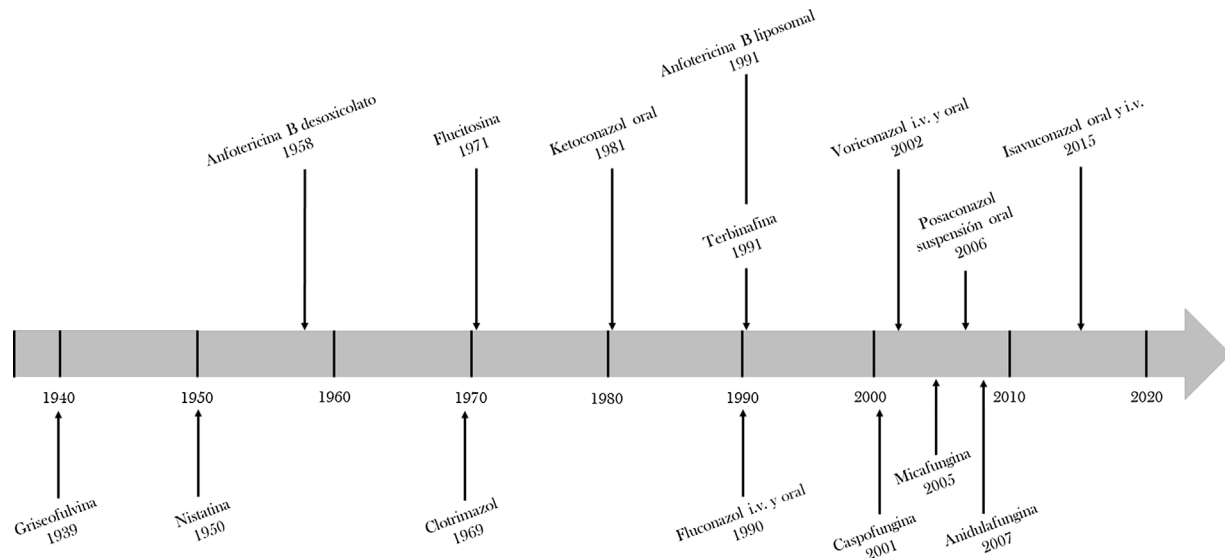 Anfotericina B desoxicolato
1958
Flucitosina
1971
Ketoconazol oral
1981
Anfotericina B liposomal
1991
Terbinafina
1991
Voriconazol i.v. y oral
2002
Posaconazol
suspensión oral
2006
Isavuconazol oral y i.v.
2015
1940
1950
1960
1970
1980
1990
2000
2010
2020
Griseofulvina
1939
Nistatina
1950
Clotrimazol
1969
Fluconazol i.v. y oral
1990
Caspofungina
2001
Micafungina
2005
Anidulafungina
2007